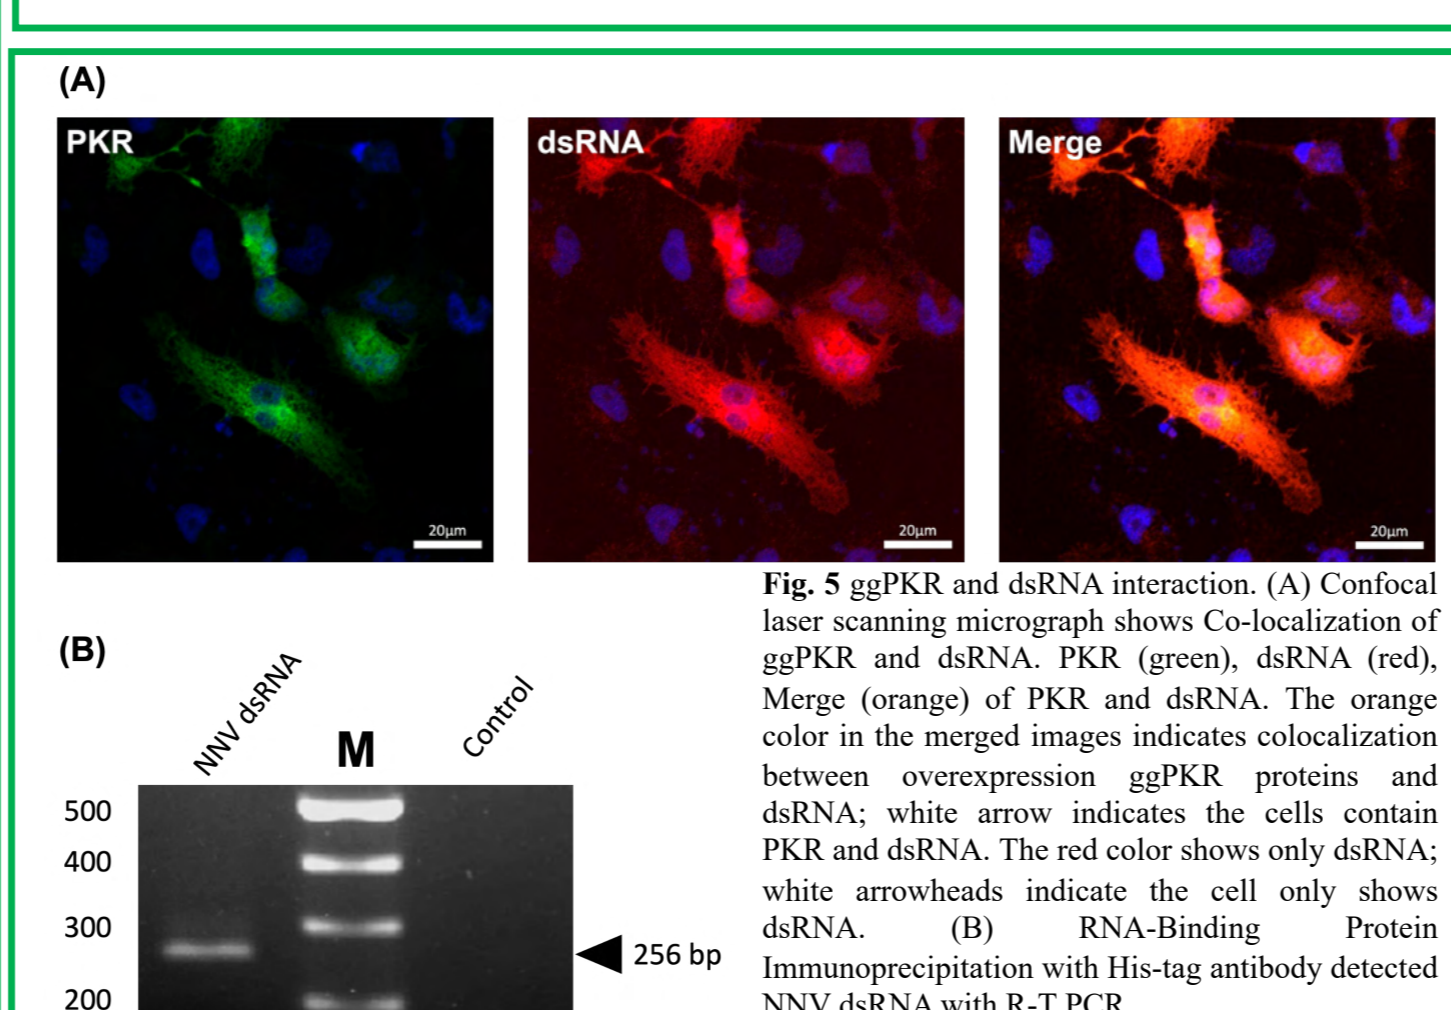 (A)
PKR
dsRNA
Merge
20μm
20μm
20μm
Fig. 5 ggPKR and dsRNA interaction. (A) Confocal
laser scanning micrograph shows Co-localization of
ggPKR and dsRNA. PKR (green), dsRNA (red),
Merge (orange) of PKR and dsRNA. The orange
color in the merged images indicates colocalization
between overexpression ggPKR proteins and
dsRNA; white arrow indicates the cells contain
PKR and dsRNA. The red color shows only dsRNA;
white arrowheads indicate the cell only shows
dsRNA. (B) RNA-Binding Protein
Immunoprecipitation with His-tag antibody detected
NNV dsRNA with R-T PCR
(B)
NNV dsRNA
M
Control
500
400
300
256 bp
200